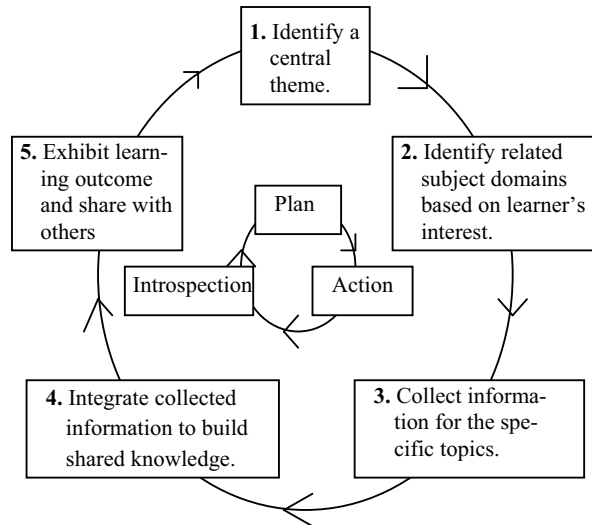 1. Identify a
central
theme.
2. Identify related
subject domains
based on learner's
interest.
3. Collect informa-
tion for the spe-
cific topics.
4. Integrate collected
information to build
shared knowledge.
5. Exhibit learn-
ing outcome
and share with
others
Plan
Action
Introspection